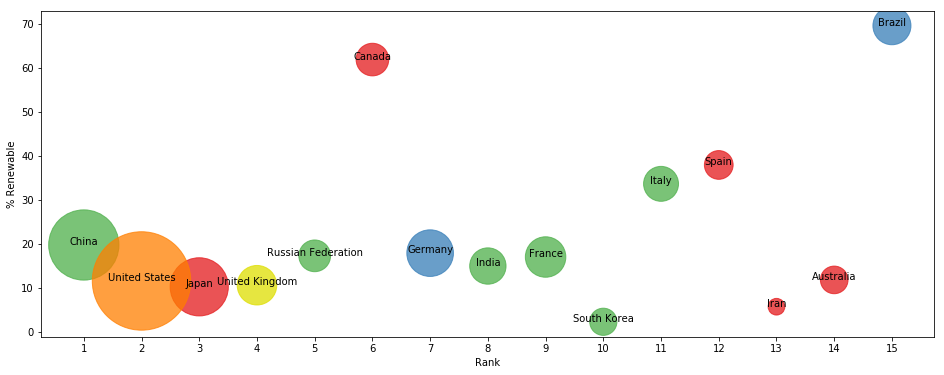 70
60
50
40
30
20
10
0
% Renewable
Brazil
Canada
Spain
Italy
China
Russian Federation
Germany
France
India
United States
Japan
United Kingdom
Australia
Iran
South Korea
1 2 3 4 5 6 7 8 9 10 11 12 13 14 15
Rank